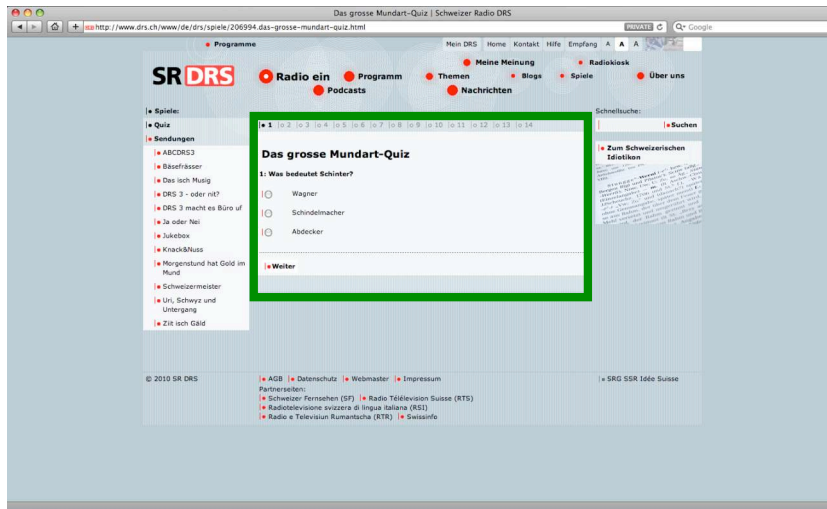 Das grosse Mundart-Quiz | Schweizer Radio DRS
http://www.drs.ch/www/de/drs/spiele/206994.das-grosse-mundart-quiz.html
PRIVATE
Google
Programme
Mein DRS Home Kontakt Hilfe Empfang A A A
SR DRS
Meine Meinung Radiokiosk
Radio ein Programm Themen Blogs Spiele Über uns
Podcasts Nachrichten
Spiele:
Quiz
Sendungen
ABCDRS3
Bäsefrässer
Das isch Musig
DRS 3 - oder nit?
DRS 3 macht es Büro uf
Ja oder Nei
Jukebox
Knack&Nuss
Morgenstund hat Gold im
Mund
Schweizermeister
Uri, Schwyz und
Untergang
Ziit isch Gäld
1 2 3 4 5 6 7 8 9 10 11 12 13 14
Das grosse Mundart-Quiz
1: Was bedeutet Schinter?
Wagner
Schindelmacher
Abdecker
Weiter
Schnellsuche:
Suchen
Zum Schweizerischen
Idiotikon
© 2010 SR DRS
AGB Datenschutz Webmaster Impressum
Partnerseiten:
Schweizer Fernsehen (SF) Radio Télélevision Suisse (RTS)
Radiotelevisione svizzera di lingua italiana (RSI)
Radio e Televisiun Rumantscha (RTR) Swissinfo
SRG SSR Idée Suisse